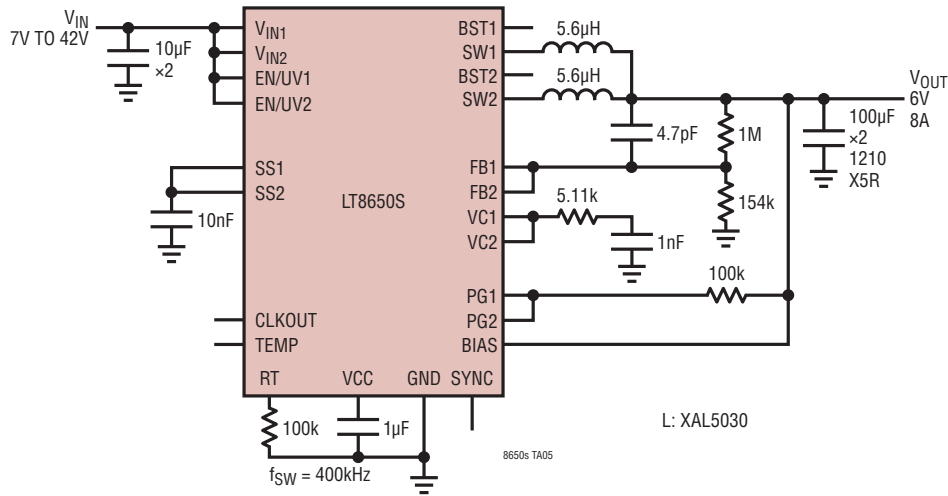 VIN
7V TO 42V
10µF
×2
VIN1
VIN2
EN/UV1
EN/UV2
SS1
SS2
10nF
CLKOUT
TEMP
LT8650S
BST1
SW1
BST2
SW2
FB1
FB2
VC1
VC2
PG1
PG2
BIAS
RT
VCC
GND
SYNC
5.6µH
5.6µH
4.7pF
1M
154k
5.11k
1nF
100k
VOUT
6V
8A
100µF
×2
1210
X5R
100k
1µF
fSW = 400kHz
L: XAL5030
8650s TA05